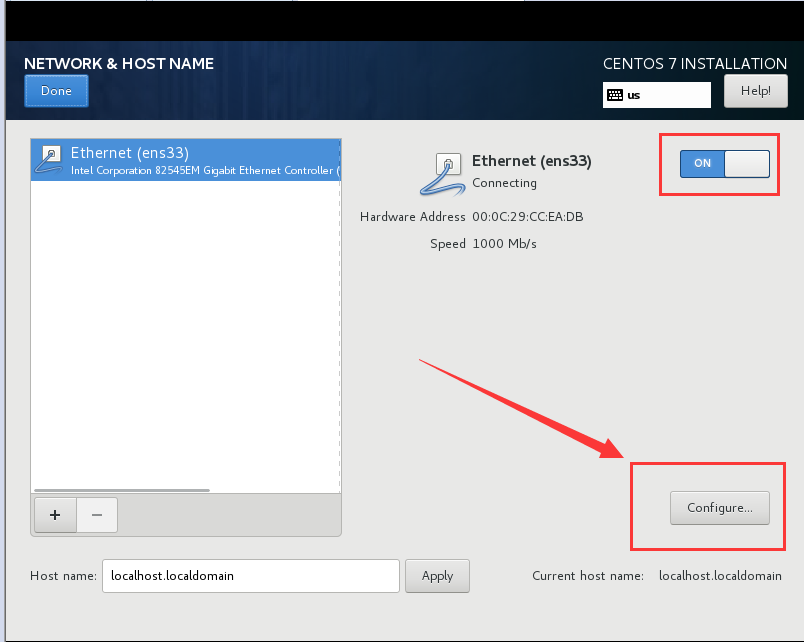 NETWORK & HOST NAME
CENTOS 7 INSTALLATION
Done
us
Help!
Ethernet (ens33)
Intel Corporation 82545EM Gigabit Ethernet Controller (
Ethernet (ens33)
Connecting
ON
Hardware Address 00:0C:29:CC:EA:DB
Speed 1000 Mb/s
+ −
Configure...
Host name: localhost.localdomain Apply
Current host name: localhost.localdomain